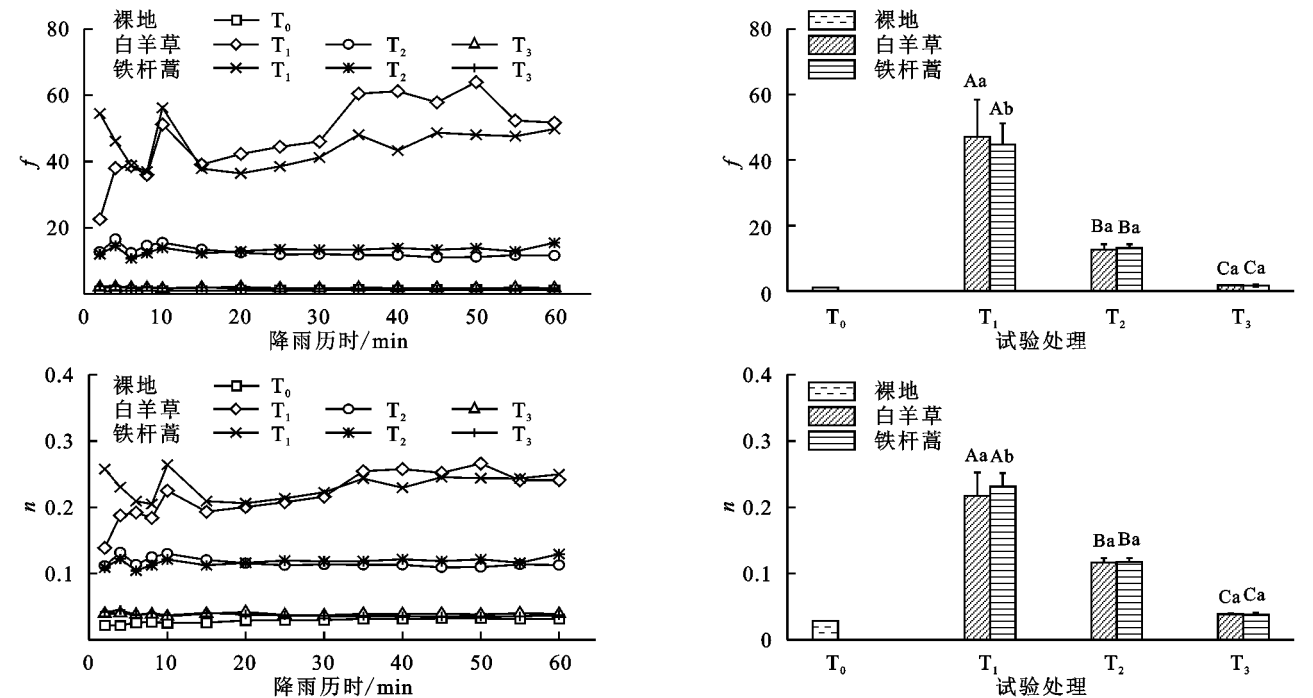 裸地 T₀
白羊草 T₁ T₂ T₃
铁杆蒿 T₁ T₂ T₃
80
60
40
20
f
0 10 20 30 40 50 60
降雨历时/min
裸地
白羊草
铁杆蒿
80
60
40
20
0
f
Aa Ab
Ba Ba
Ca Ca
T₀ T₁ T₂ T₃
试验处理
裸地 T₀
白羊草 T₁ T₂ T₃
铁杆蒿 T₁ T₂ T₃
0.4
0.3
0.2
0.1
n
0 10 20 30 40 50 60
降雨历时/min
裸地
白羊草
铁杆蒿
0.4
0.3
0.2
0.1
0
n
Aa Ab
Ba Ba
Ca Ca
T₀ T₁ T₂ T₃
试验处理